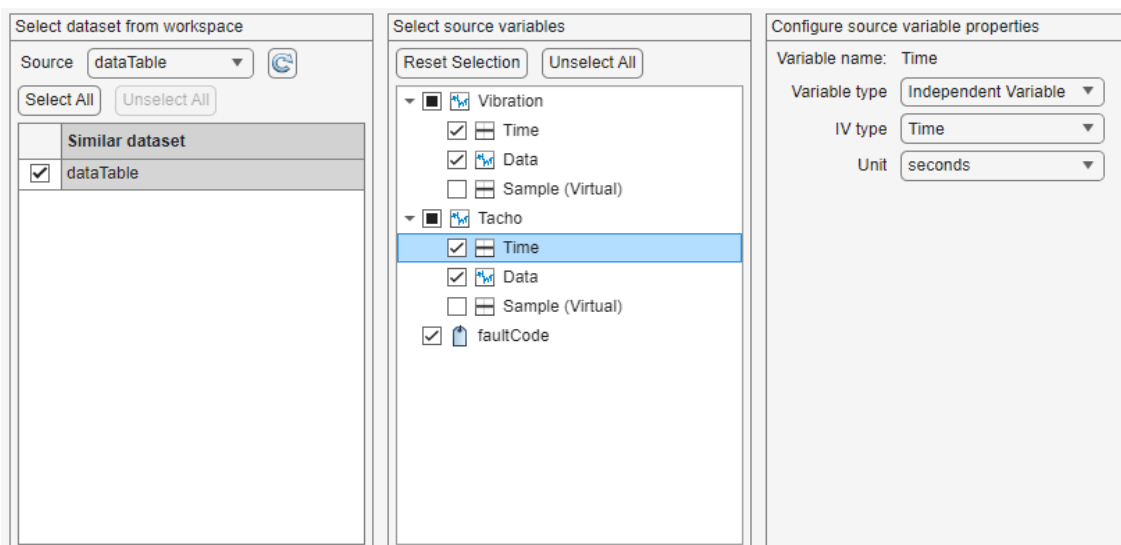 Select dataset from workspace
Source dataTable
Select All Unselect All
Similar dataset
dataTable
Select source variables
Reset Selection Unselect All
Vibration
Time
Data
Sample (Virtual)
Tacho
Time
Data
Sample (Virtual)
faultCode
Configure source variable properties
Variable name: Time
Variable type Independent Variable
IV type Time
Unit seconds